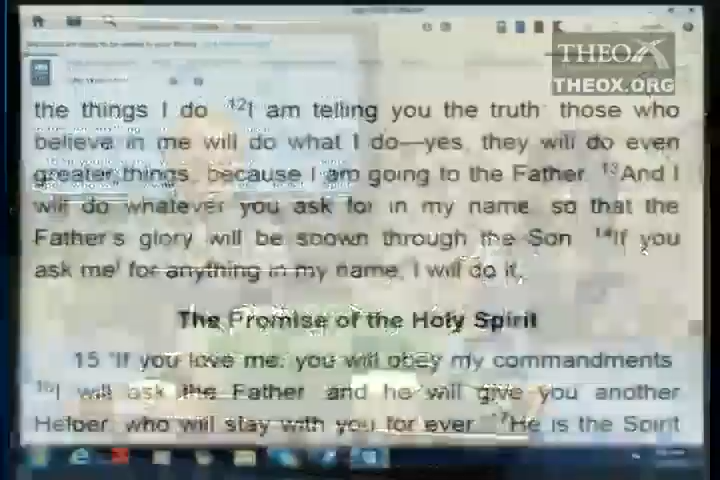 THEOX
THEOX.ORG
the things I do 12I am telling you the truth: those who
believe in me will do what I do—yes, they will do even
greater things, because I am going to the Father 13And I
will do whatever you ask for in my name, so that the
Father's glory will be shown through the Son 14If you
ask me for anything in my name, I will do it.
The Promise of the Holy Spirit
15 "If you love me, you will obey my commandments
16I will ask the Father and he will give you another
Helper, who will stay with you for ever 17He is the Spirit